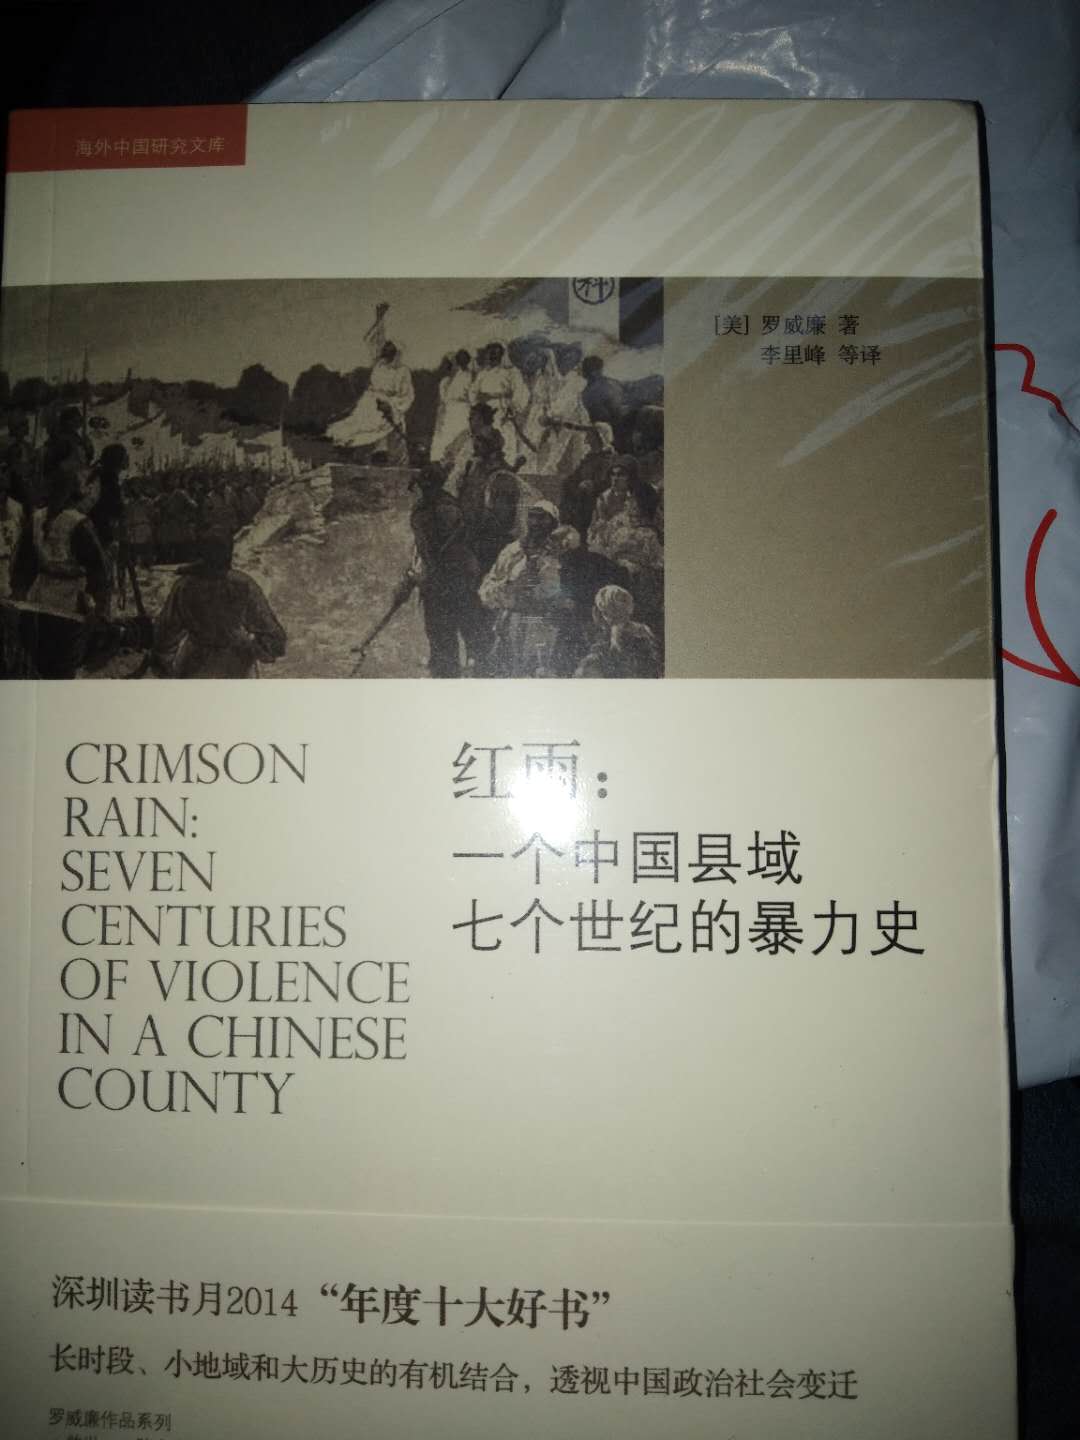 海外中国研究文库
科
[美] 罗威廉 著
李里峰 等译
CRIMSON
RAIN:
SEVEN
CENTURIES
OF VIOLENCE
IN A CHINESE
COUNTY
红雨：
一个中国县域
七个世纪的暴力史
深圳读书月2014“年度十大好书”
长时段、小地域和大历史的有机结合，透视中国政治社会变迁
罗威廉作品系列